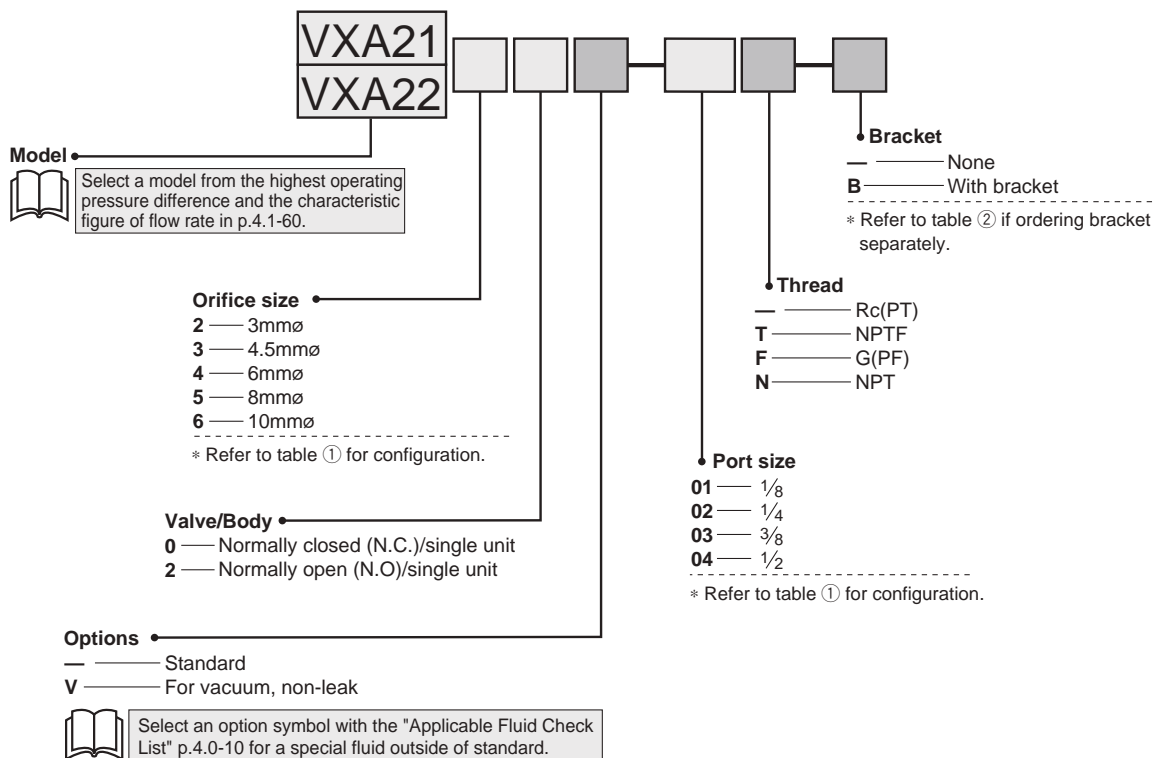 VXA21
VXA22
Model
Select a model from the highest operating
pressure difference and the characteristic
figure of flow rate in p.4.1-60.
Bracket
— None
B With bracket
* Refer to table ② if ordering bracket
separately.
Thread
— Rc(PT)
T NPTF
F G(PF)
N NPT
Orifice size
2 3mmø
3 4.5mmø
4 6mmø
5 8mmø
6 10mmø
* Refer to table ① for configuration.
Port size
01 1/8
02 1/4
03 3/8
04 1/2
* Refer to table ① for configuration.
Valve/Body
0 Normally closed (N.C.)/single unit
2 Normally open (N.O)/single unit
Options
— Standard
V For vacuum, non-leak
Select an option symbol with the "Applicable Fluid Check
List" p.4.0-10 for a special fluid outside of standard.